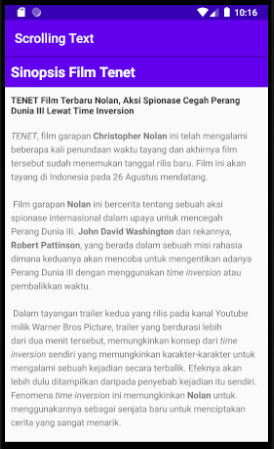 10:16
Scrolling Text
Sinopsis Film Tenet
TENET Film Terbaru Nolan, Aksi Spionase Cegah Perang
Dunia III Lewat Time Inversion
TENET, film garapan Christopher Nolan ini telah mengalami
beberapa kali penundaan waktu tayang dan akhirnya film
tersebut sudah menemukan tanggal rilis baru. Film ini akan
tayang di Indonesia pada 26 Agustus mendatang.
Film garapan Nolan ini bercerita tentang sebuah aksi
spionase internasional dalam upaya untuk mencegah
Perang Dunia III. John David Washington dan rekannya,
Robert Pattinson, yang berada dalam sebuah misi rahasia
dimana keduanya akan mencoba untuk mengentikan adanya
Perang Dunia III dengan menggunakan time inversion atau
pembalikkan waktu.
Dalam tayangan trailer kedua yang rilis pada kanal Youtube
milik Warner Bros Picture, trailer yang berdurasi lebih
dari dua menit tersebut, memungkinkan konsep dari time
inversion sendiri yang memungkinkan karakter-karakter untuk
mengalami sebuah kejadian secara terbalik. Efeknya akan
lebih dulu ditampilkan daripada penyebab kejadian itu sendiri.
Fenomena time inversion ini memungkinkan Nolan untuk
menggunakannya sebagai senjata baru untuk menciptakan
cerita yang sangat menarik.